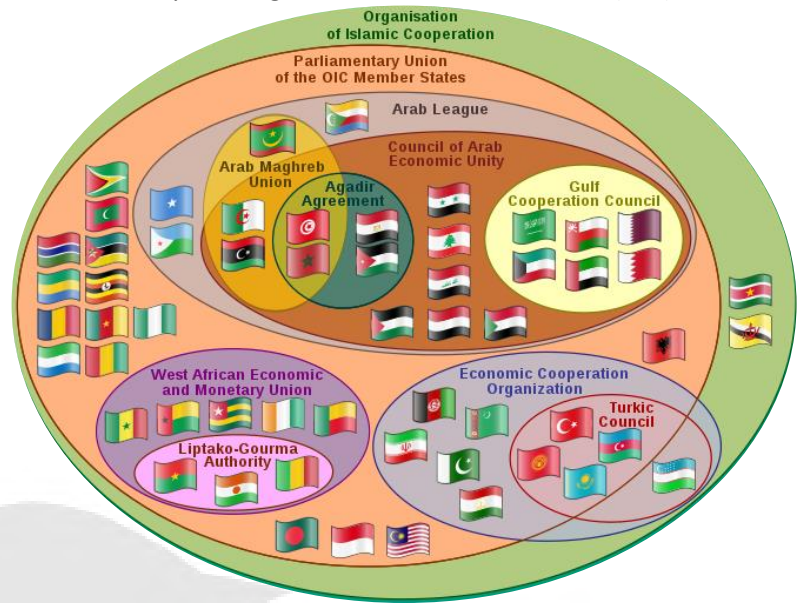 Organisation
of Islamic Cooperation
Parliamentary Union
of the OIC Member States
Arab League
Council of Arab
Economic Unity
Arab Maghreb
Union
Agadir
Agreement
Gulf
Cooperation Council
West African Economic
and Monetary Union
Liptako-Gourma
Authority
Economic Cooperation
Organization
Turkic
Council